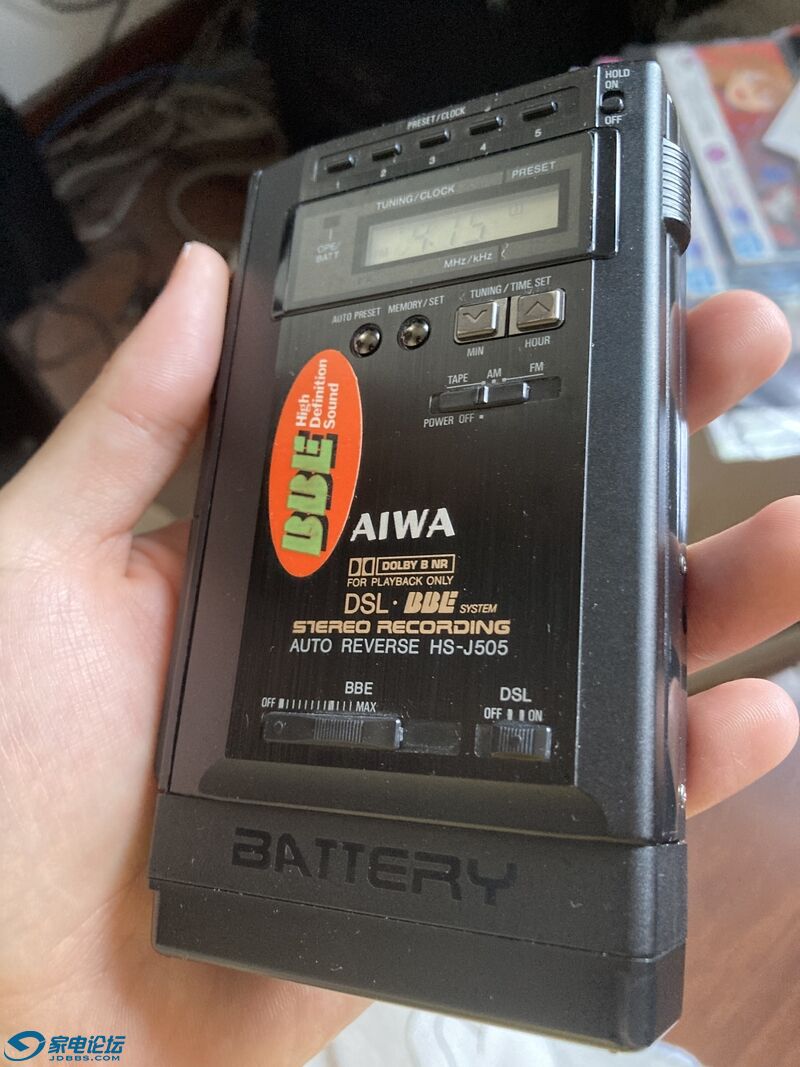 HOLD
ON
OFF
PRESET/CLOCK
1 2 3 4 5
TUNING/CLOCK
PRESET
CPE/
BATT
MHz/kHz
AUTO PRESET
MEMORY/SET
TUNING / TIME SET
MIN
HOUR
TAPE AM FM
POWER OFF
BBE High
Definition
Sound
AIWA
DOLBY B NR
FOR PLAYBACK ONLY
DSL · BBE SYSTEM
STEREO RECORDING
AUTO REVERSE HS-J505
BBE
OFF MAX
DSL
OFF ON
BATTERY
家电论坛
JDBBS.COM